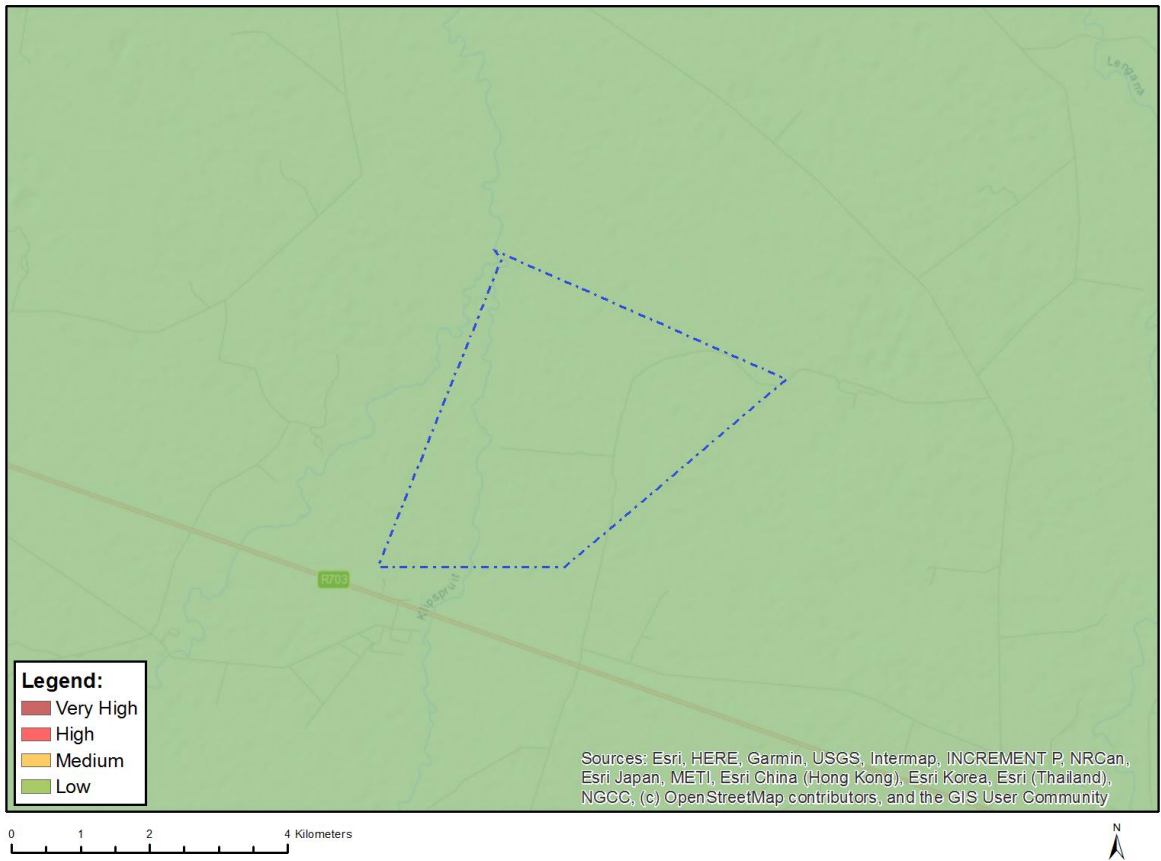 Lengana
R703
Klipspruit
Legend:
Very High
High
Medium
Low
Sources: Esri, HERE, Garmin, USGS, Intermap, INCREMENT P, NRCan,
Esri Japan, METI, Esri China (Hong Kong), Esri Korea, Esri (Thailand),
NGCC, (c) OpenStreetMap contributors, and the GIS User Community
0 1 2 4 Kilometers
N